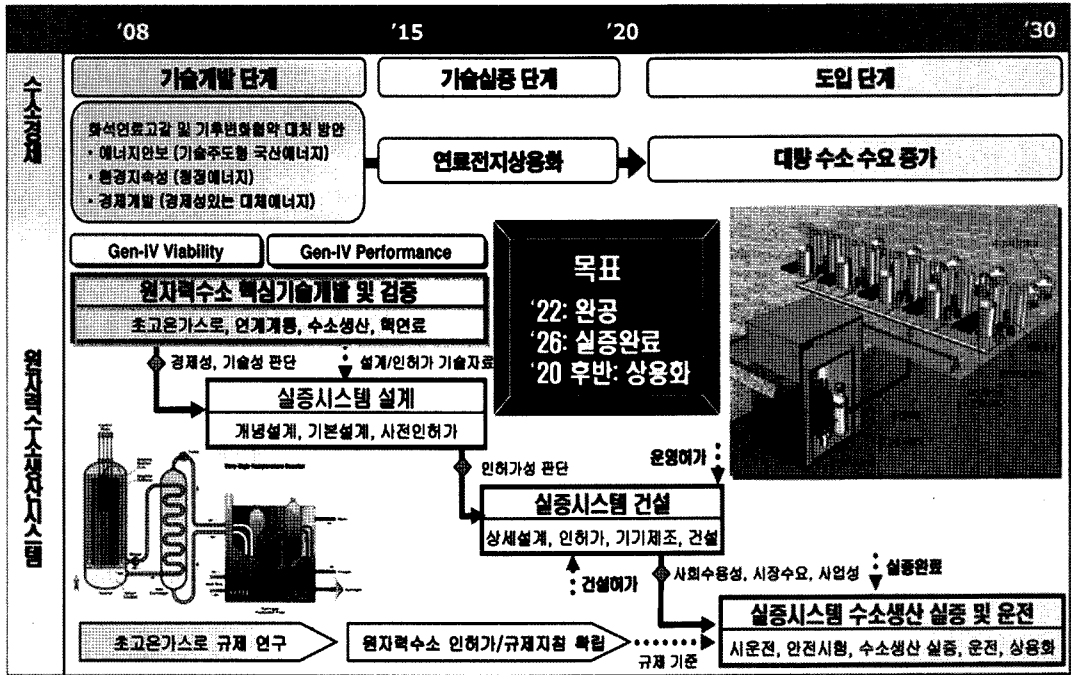 '08 '15 '20 '30
수소경제
기술개발 단계
기술실증 단계
도입 단계
화석연료고갈 및 기후변화협약 대처 방안
· 에너지안보 (기술주도형 국산에너지)
· 환경지속성 (청정에너지)
· 경제개발 (경제성있는 대체에너지)
연료전지상용화
대량 수소 수요 증가
원자력수소생산시스템
Gen-IV Viability
Gen-IV Performance
원자력수소 핵심기술개발 및 검증
초고온가스로, 연계계통, 수소생산, 핵연료
목표
'22: 완공
'26: 실증완료
'20 후반: 상용화
경제성, 기술성 판단
설계/인허가 기술자료
실증시스템 설계
개념설계, 기본설계, 사전인허가
인허가성 판단
운영허가
실증시스템 건설
상세설계, 인허가, 기기제조, 건설
건설허가
사회수용성, 시장수요, 사업성
실증완료
실증시스템 수소생산 실증 및 운전
시운전, 안전시험, 수소생산 실증, 운전, 상용화
초고온가스로 규제 연구
원자력수소 인허가/규제지침 확립
규제 기준